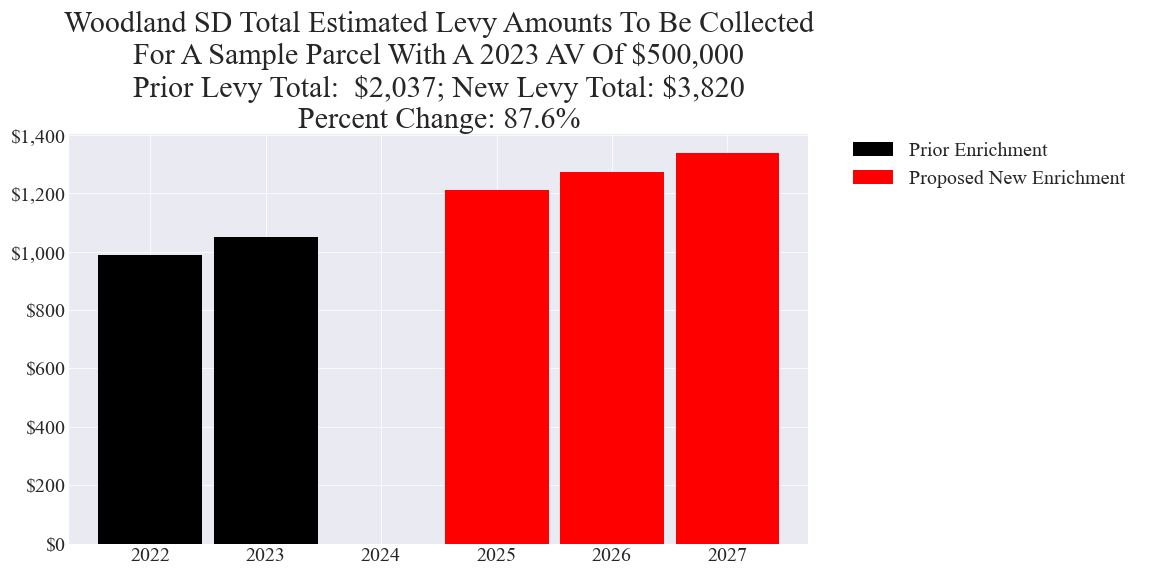 Woodland SD Total Estimated Levy Amounts To Be Collected
For A Sample Parcel With A 2023 AV Of $500,000
Prior Levy Total:  $2,037; New Levy Total: $3,820
Percent Change: 87.6%
$1,400
$1,200
$1,000
$800
$600
$400
$200
$0
2022 2023 2024 2025 2026 2027
Prior Enrichment
Proposed New Enrichment